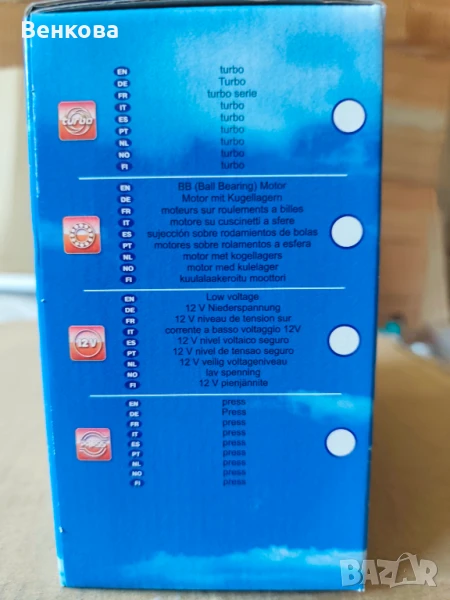 Венкова
EN turbo
DE Turbo
FR turbo serie
IT turbo
ES turbo
PT turbo
NL turbo
NO turbo
FI turbo
turbo
EN BB (Ball Bearing) Motor
DE Motor mit Kugellagern
FR moteurs sur roulements a billes
IT motore su cuscinetti a sfere
ES sujección sobre rodamientos de bolas
PT motores sobre rolamentos a esfera
NL motor met kogellagers
NO motor med kulelager
FI kuulalaakeroitu moottori
EN Low voltage
DE 12 V Niederspannung
FR 12 V niveau de tension sur
IT corrente a basso voltaggio 12V
ES 12 V nivel voltaico seguro
PT 12 V nivel de tensao seguro
NL 12 V veilig voltageniveau
NO lav spenning
FI 12 V pienjännite
12V
EN press
DE Press
FR press
IT press
ES press
PT press
NL press
NO press
FI press
BAZAR